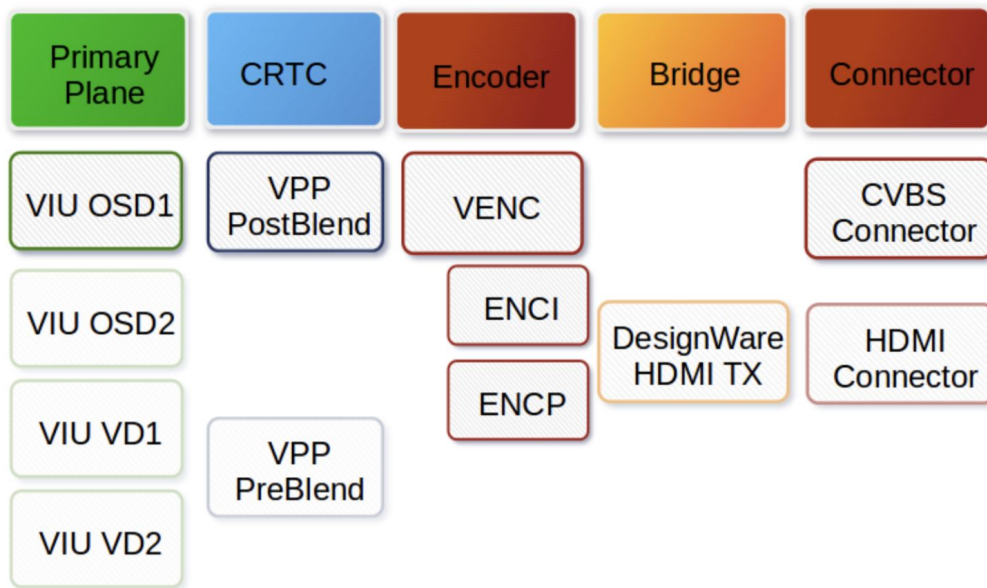 Primary
Plane
CRTC
Encoder
Bridge
Connector
VIU OSD1
VPP
PostBlend
VENC
CVBS
Connector
VIU OSD2
ENCI
DesignWare
HDMI TX
HDMI
Connector
VIU VD1
ENCP
VPP
PreBlend
VIU VD2